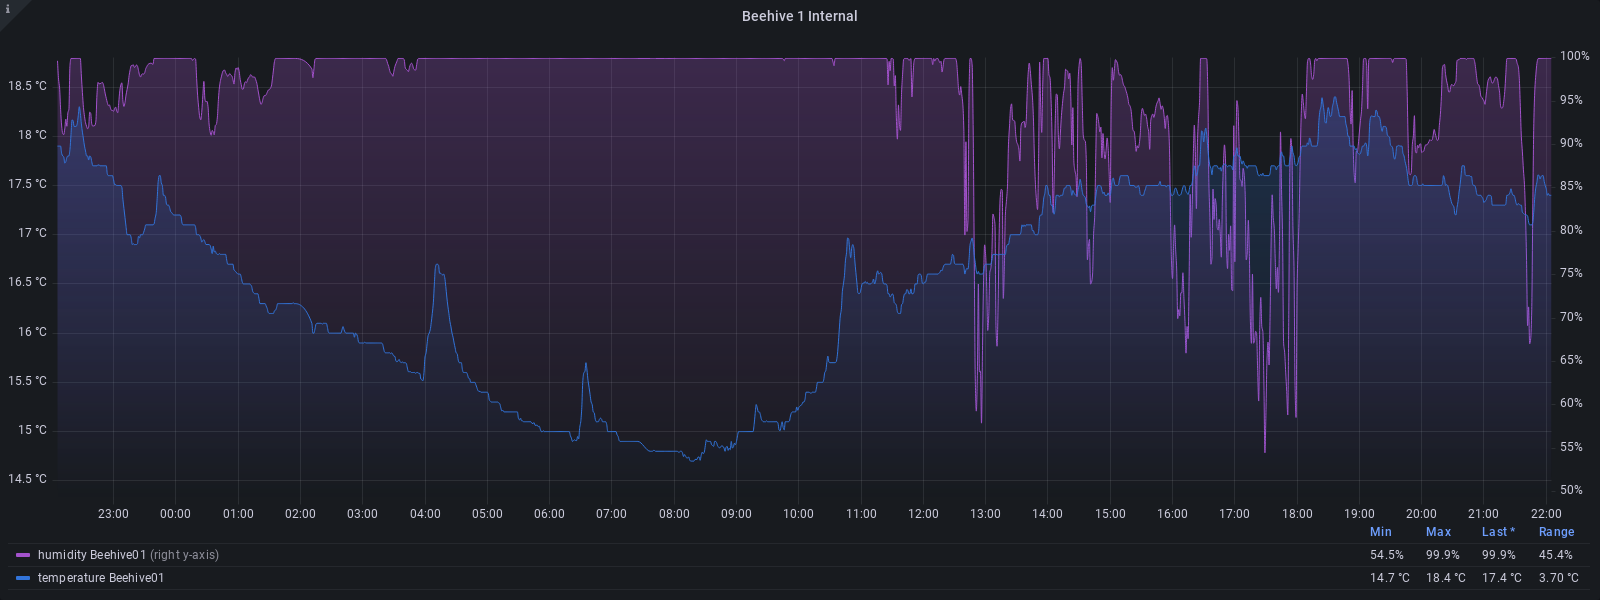 i
Beehive 1 Internal
18.5 °C
18 °C
17.5 °C
17 °C
16.5 °C
16 °C
15.5 °C
15 °C
14.5 °C
100%
95%
90%
85%
80%
75%
70%
65%
60%
55%
50%
23:00 00:00 01:00 02:00 03:00 04:00 05:00 06:00 07:00 08:00 09:00 10:00 11:00 12:00 13:00 14:00 15:00 16:00 17:00 18:00 19:00 20:00 21:00 22:00
Min Max Last * Range
humidity Beehive01 (right y-axis) 54.5% 99.9% 99.9% 45.4%
temperature Beehive01 14.7 °C 18.4 °C 17.4 °C 3.70 °C